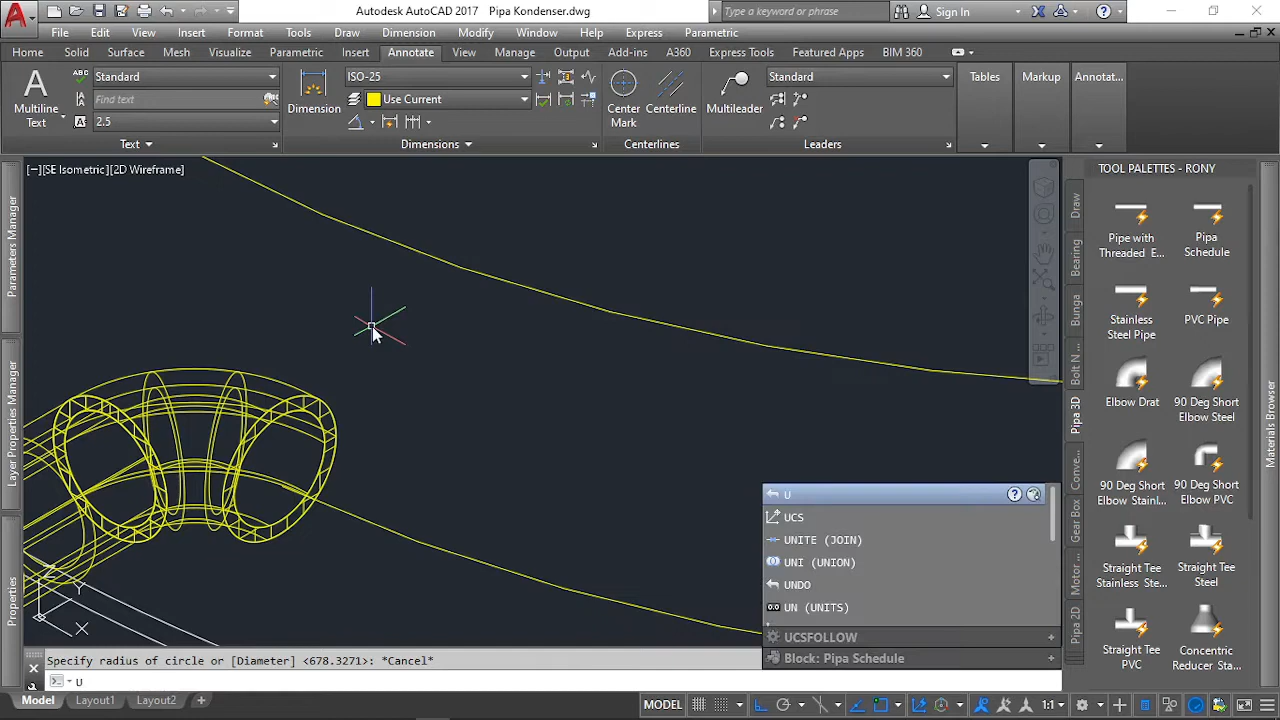 Autodesk AutoCAD 2017 Pipa Kondenser.dwg
Type a keyword or phrase
Sign In
File Edit View Insert Format Tools Draw Dimension Modify Window Help Express Parametric
Home Solid Surface Mesh Visualize Parametric Insert Annotate View Manage Output Add-ins A360 Express Tools Featured Apps BIM 360
Multiline
Text
Standard
Find text
2.5
Text
Dimension
ISO-25
Use Current
Dimensions
Center
Mark
Centerline
Centerlines
Multileader
Standard
Leaders
Tables
Markup
Annotat...
[−][SE Isometric][2D Wireframe]
Parameters Manager
Layer Properties Manager
Properties
TOOL PALETTES - RONY
Draw
Bearing
Bunga
Bolt N ...
Pipa 3D
Conve...
Gear Box
Motor ...
Pipa 2D
Pipe with
Threaded E...
Pipa
Schedule
Stainless
Steel Pipe
PVC Pipe
Elbow Drat
90 Deg Short
Elbow Steel
90 Deg Short
Elbow Stainl...
90 Deg Short
Elbow PVC
Straight Tee
Stainless Ste...
Straight Tee
Steel
Straight Tee
PVC
Concentric
Reducer Sta...
Materials Browser
U
UCS
UNITE (JOIN)
UNI (UNION)
UNDO
UN (UNITS)
UCSFOLLOW
Block: Pipa Schedule
Y
X
Specify radius of circle or [Diameter] <678.3271>: *Cancel*
U
Model Layout1 Layout2 +
MODEL
1:1